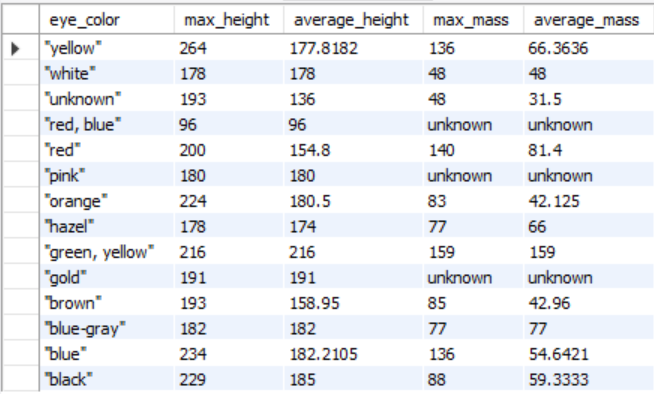 eye_color max_height average_height max_mass average_mass
"yellow" 264 177.8182 136 66.3636
"white" 178 178 48 48
"unknown" 193 136 48 31.5
"red, blue" 96 96 unknown unknown
"red" 200 154.8 140 81.4
"pink" 180 180 unknown unknown
"orange" 224 180.5 83 42.125
"hazel" 178 174 77 66
"green, yellow" 216 216 159 159
"gold" 191 191 unknown unknown
"brown" 193 158.95 85 42.96
"blue-gray" 182 182 77 77
"blue" 234 182.2105 136 54.6421
"black" 229 185 88 59.3333